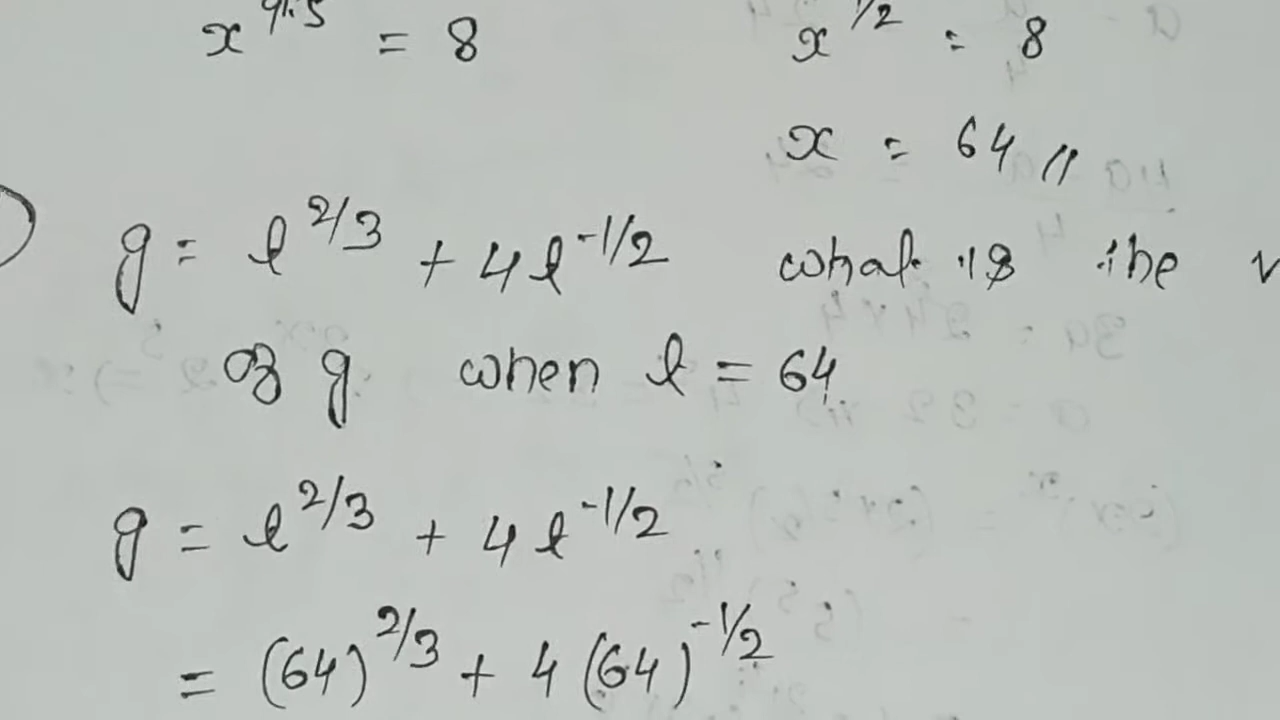 x = 8 x^1/2 = 8
x = 64 //
g = l^2/3 + 4l^-1/2 what is the
of g when l = 64
g = l^2/3 + 4l^-1/2
= (64)^2/3 + 4(64)^-1/2